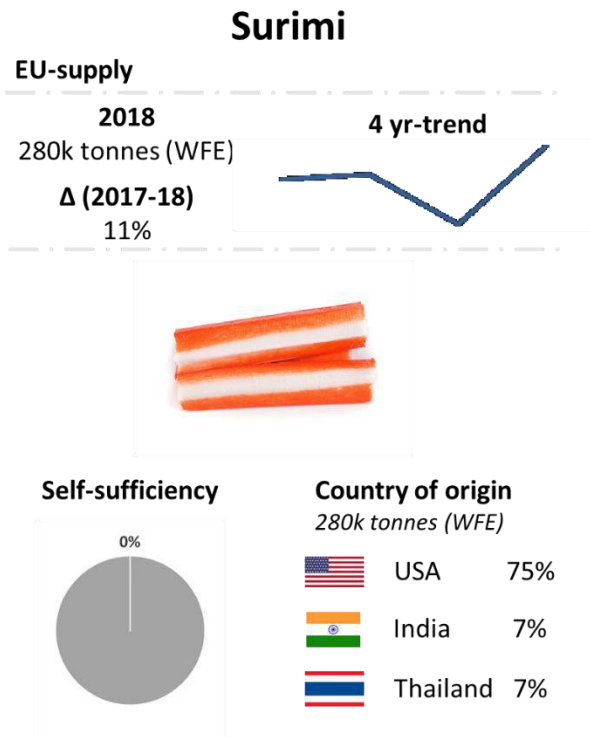 Surimi
EU-supply
2018
280k tonnes (WFE)
Δ (2017-18)
11%
4 yr-trend
Self-sufficiency
0%
Country of origin
280k tonnes (WFE)
USA 75%
India 7%
Thailand 7%